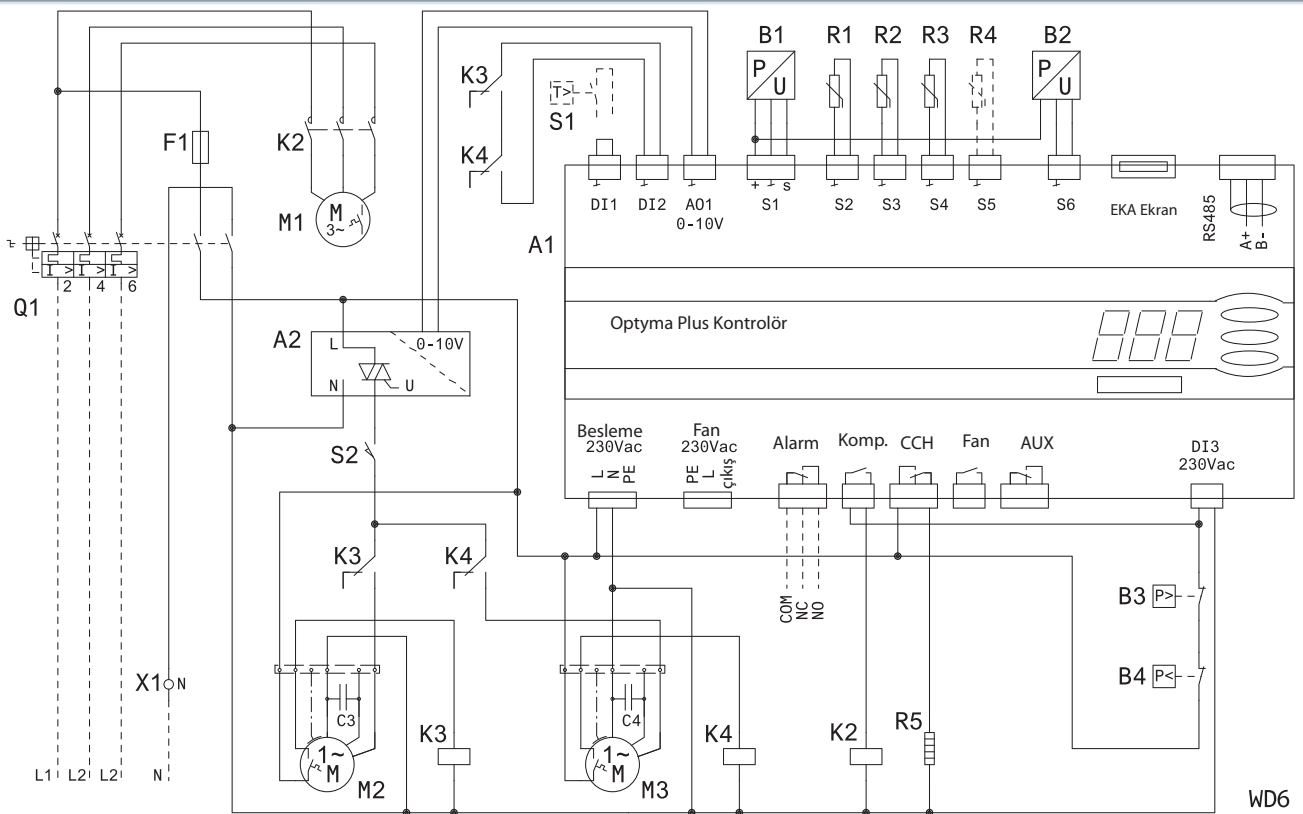 B1 R1 R2 R3 R4 B2
P U
P U
K3
T>
S1
F1
K2
K4
M1
M 3~
+ - s
DI1 DI2 AO1 S1 S2 S3 S4 S5 S6
0-10V
EKA Ekran
RS485
A+
B-
A1
I > I > I >
2 4 6
Q1
A2
L
0-10V
N
U
Optyma Plus Kontrolör
S2
Besleme
230Vac
L
N
PE
Fan
230Vac
PE
L
çıkış
Alarm
Komp.
CCH
Fan
AUX
DI3
230Vac
K3
K4
COM
NC
NO
B3 P>
B4 P<
X1 N
C3
C4
1~
M
M2
K3
1~
M
M3
K4
K2
R5
L1 L2 L2 N
WD6